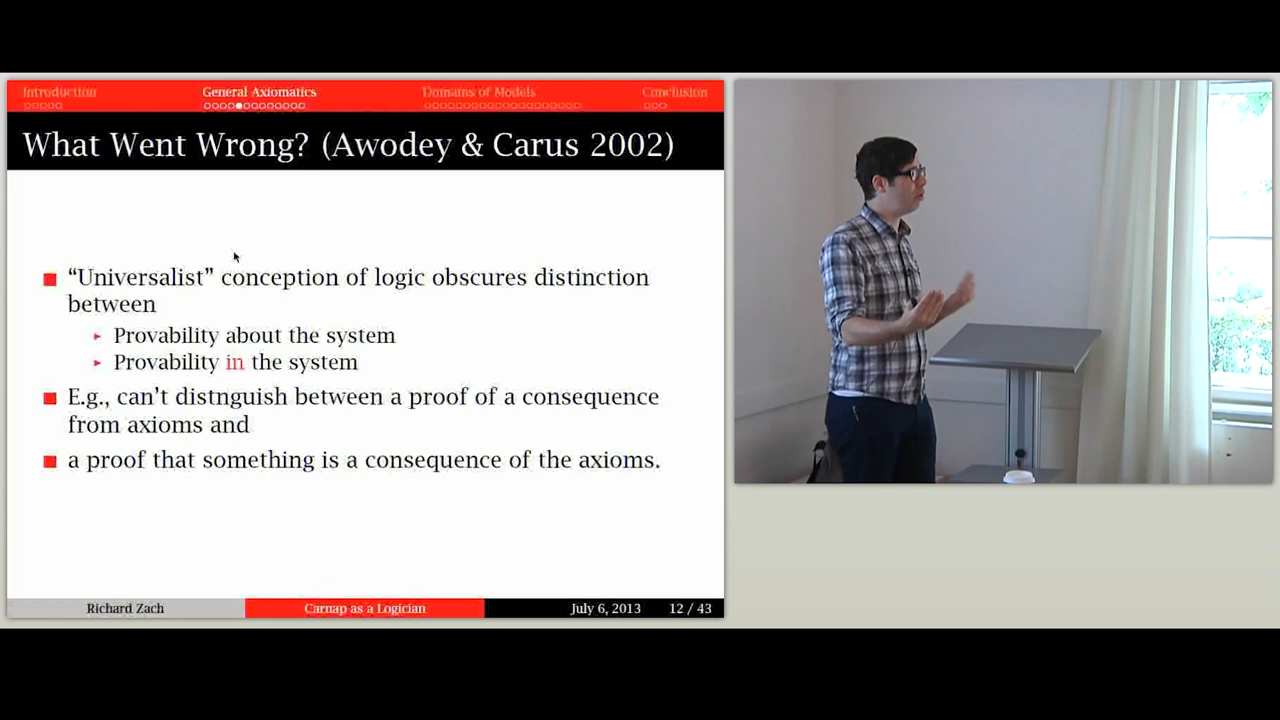 Introduction General Axiomatics Domains of Models Conclusion
What Went Wrong? (Awodey & Carus 2002)
“Universalist” conception of logic obscures distinction
between
Provability about the system
Provability in the system
E.g., can’t distnguish between a proof of a consequence
from axioms and
a proof that something is a consequence of the axioms.
Richard Zach Carnap as a Logician July 6, 2013 12 / 43